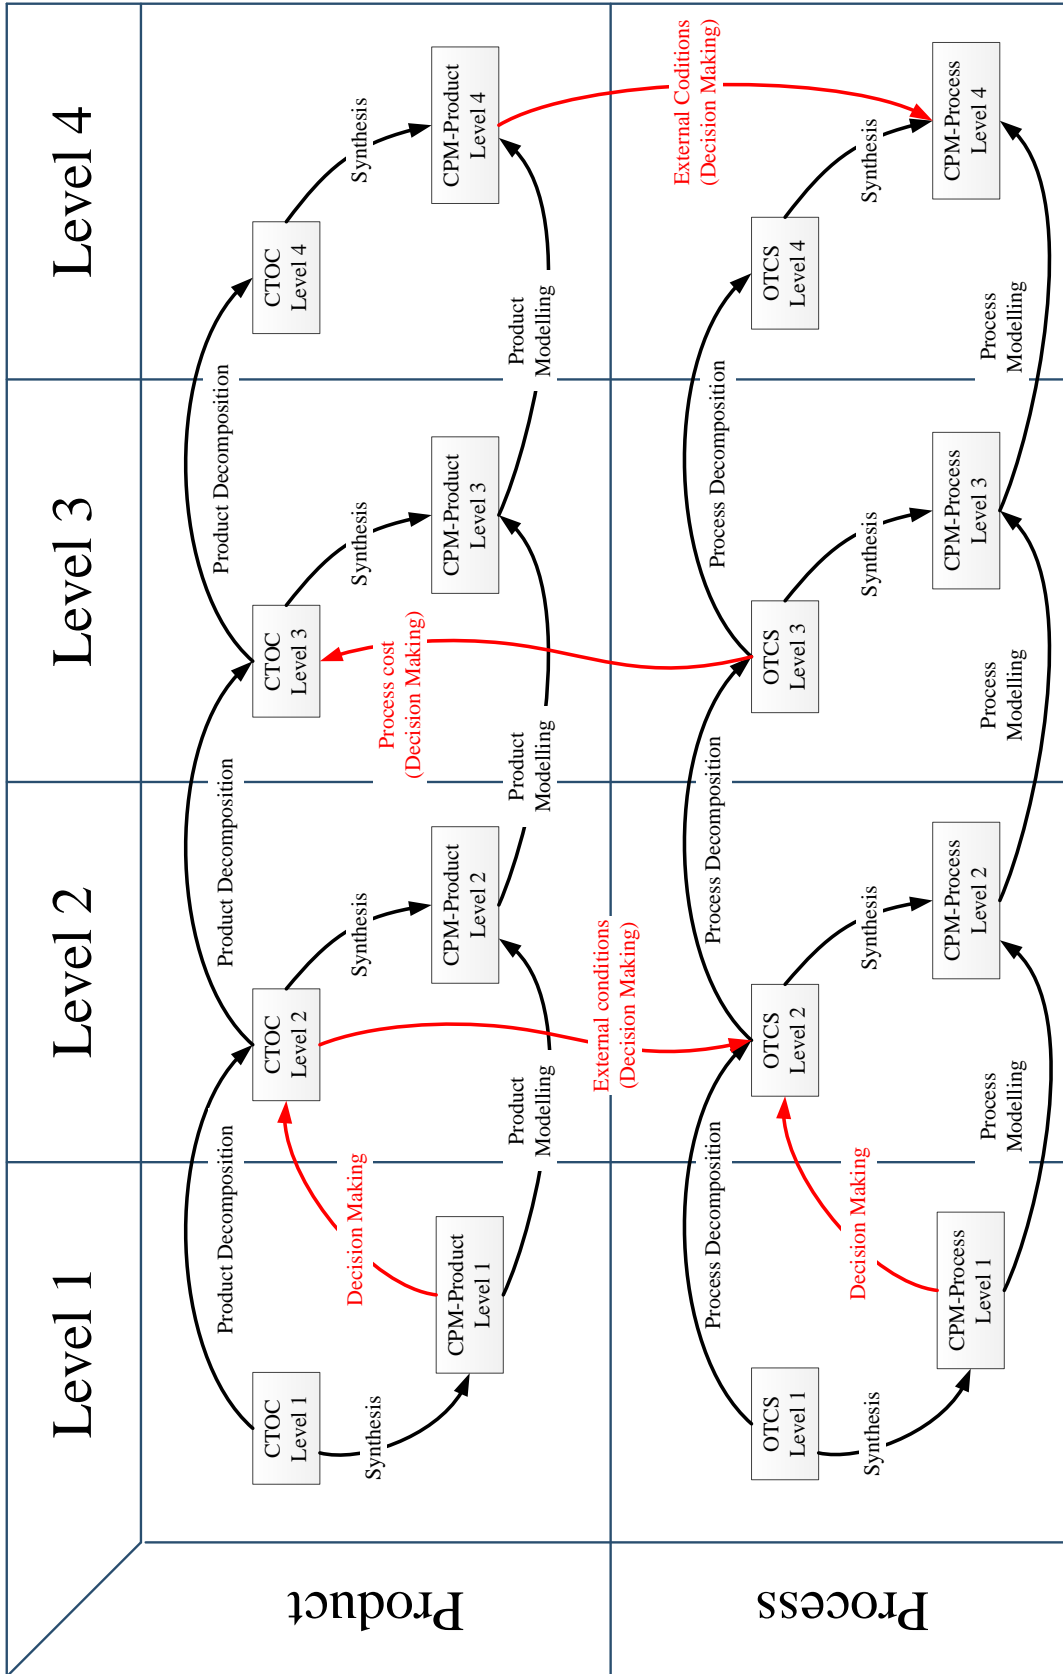 Level 1
Level 2
Level 3
Level 4
Product
CTOC
Level 1
Synthesis
CPM-Product
Level 1
Product Decomposition
Decision Making
Product
Modelling
CTOC
Level 2
Synthesis
CPM-Product
Level 2
Product Decomposition
Product
Modelling
CTOC
Level 3
Synthesis
CPM-Product
Level 3
Process cost
(Decision Making)
Product Decomposition
Product
Modelling
CTOC
Level 4
Synthesis
CPM-Product
Level 4
External conditions
(Decision Making)
External Coditions
(Decision Making)
Process
OTCS
Level 1
Synthesis
CPM-Process
Level 1
Process Decomposition
Decision Making
Process
Modelling
OTCS
Level 2
Synthesis
CPM-Process
Level 2
Process Decomposition
Process
Modelling
OTCS
Level 3
Synthesis
CPM-Process
Level 3
Process Decomposition
Process
Modelling
OTCS
Level 4
Synthesis
CPM-Process
Level 4